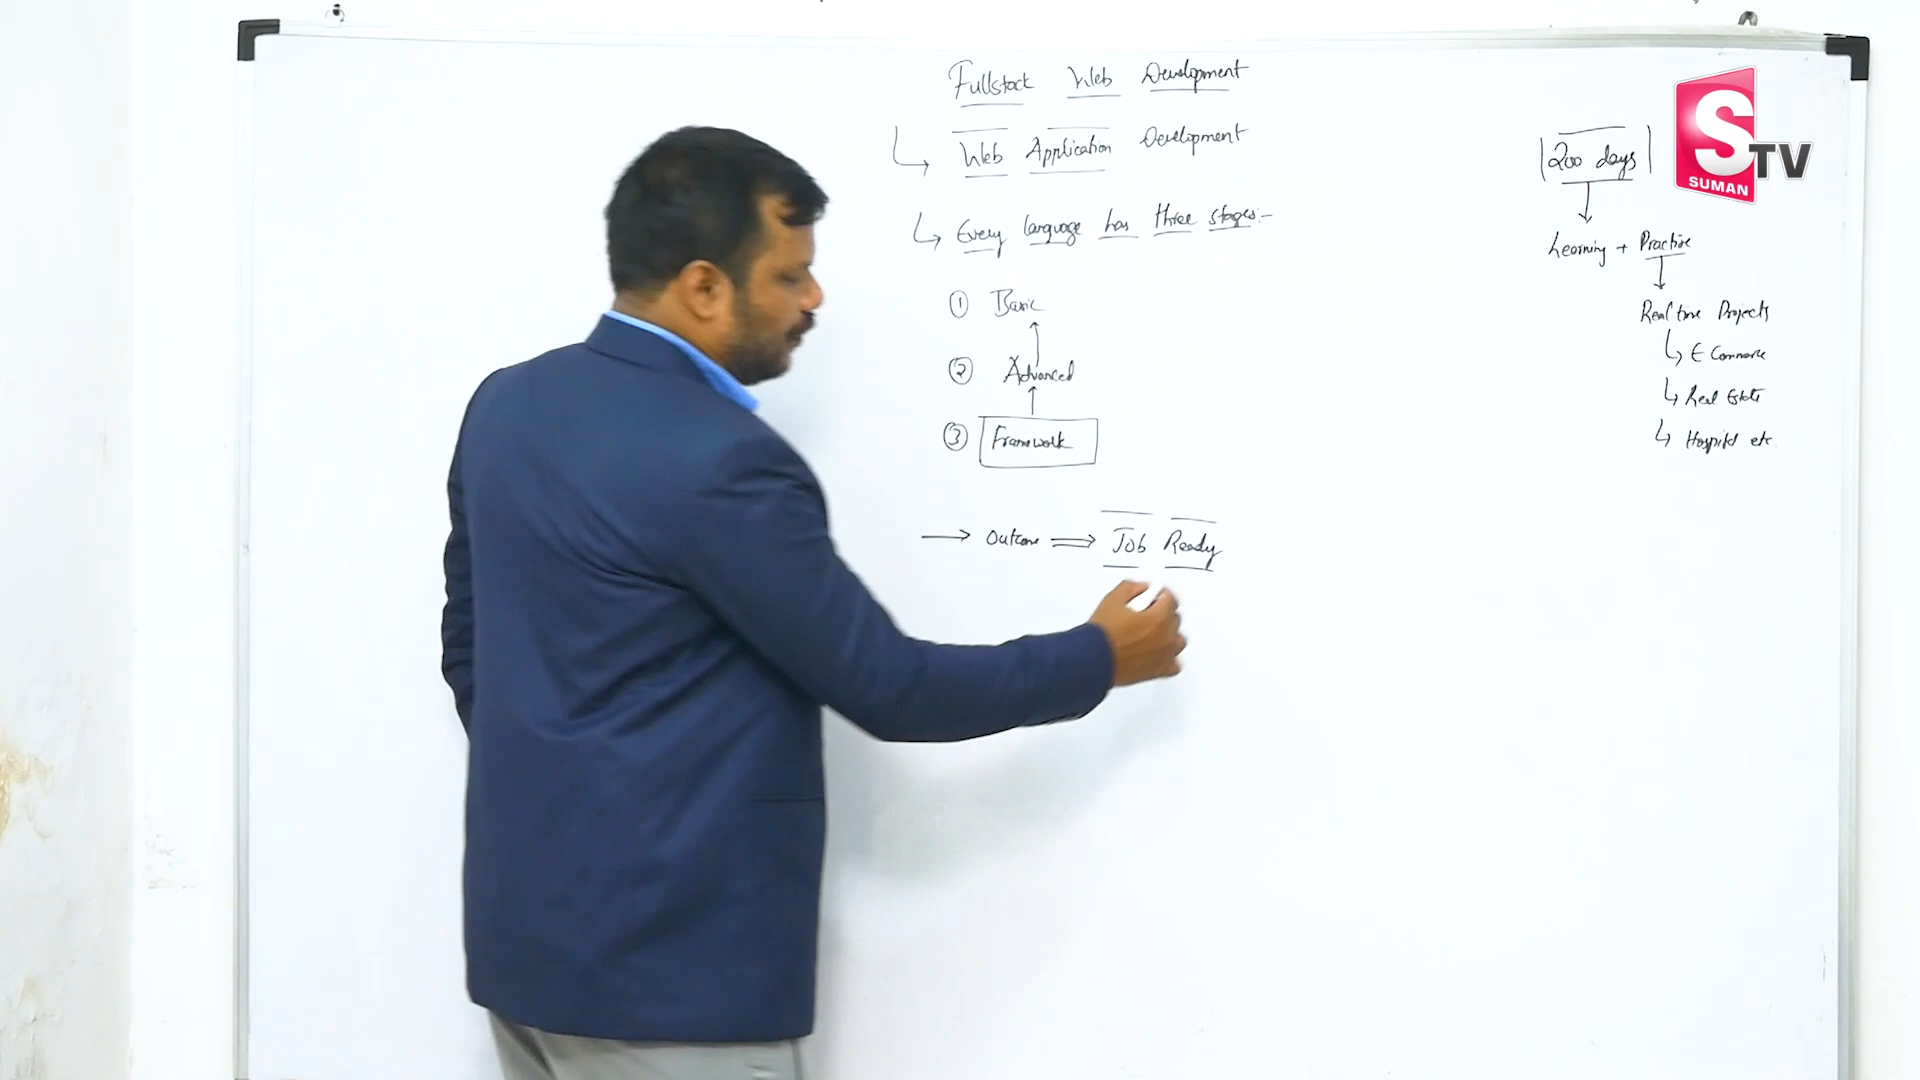 Fullstack Web Development
↳ Web Application Development
↳ Every language has three stages:-
① Basic
↑
② Advanced
↑
③ Framework
→ Outcome ⇒ Job Ready
|200 days|
↓
Learning + Practise
↓
Real time Projects
↳ E Commerce
↳ Real Estate
↳ Hospital etc
S TV
SUMAN